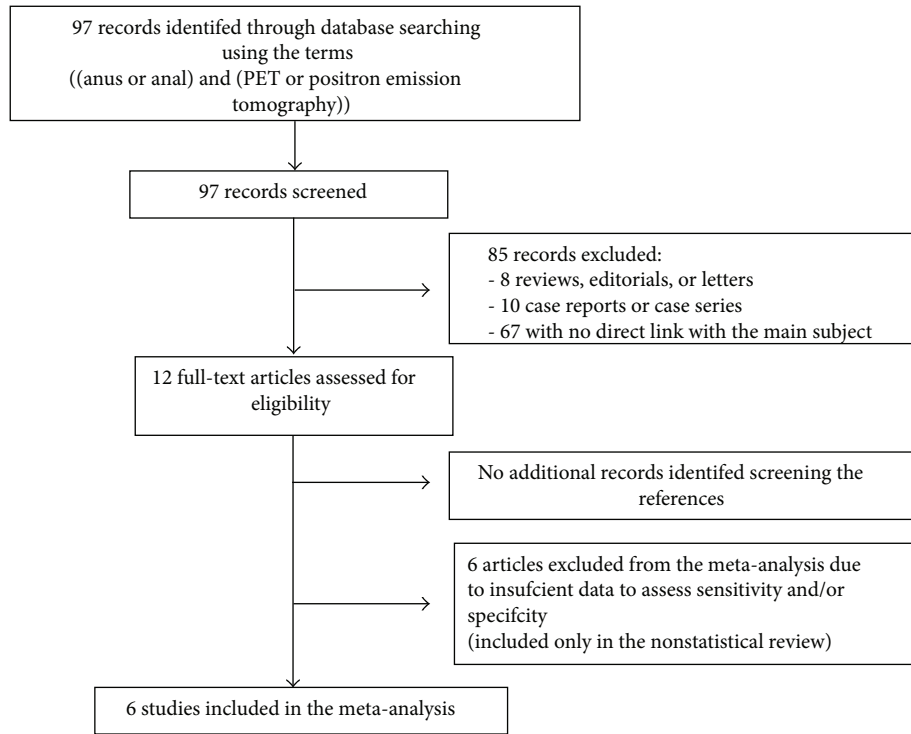 97 records identifed through database searching
using the terms
((anus or anal) and (PET or positron emission
tomography))
97 records screened
85 records excluded:
- 8 reviews, editorials, or letters
- 10 case reports or case series
- 67 with no direct link with the main subject
12 full-text articles assessed for
eligibility
No additional records identifed screening the
references
6 articles excluded from the meta-analysis due
to insufcient data to assess sensitivity and/or
specifcity
(included only in the nonstatistical review)
6 studies included in the meta-analysis